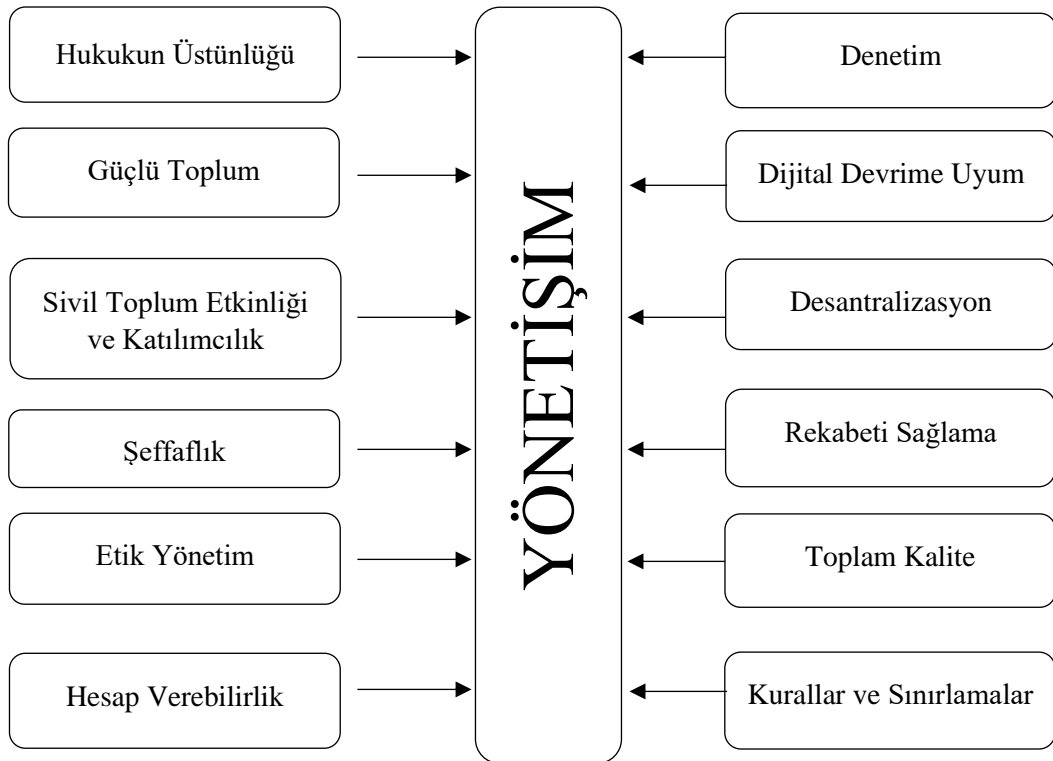 Hukukun Üstünlüğü
Güçlü Toplum
Sivil Toplum Etkinliği
ve Katılımcılık
Şeffaflık
Etik Yönetim
Hesap Verebilirlik
YÖNETİŞİM
Denetim
Dijital Devrime Uyum
Desantralizasyon
Rekabeti Sağlama
Toplam Kalite
Kurallar ve Sınırlamalar